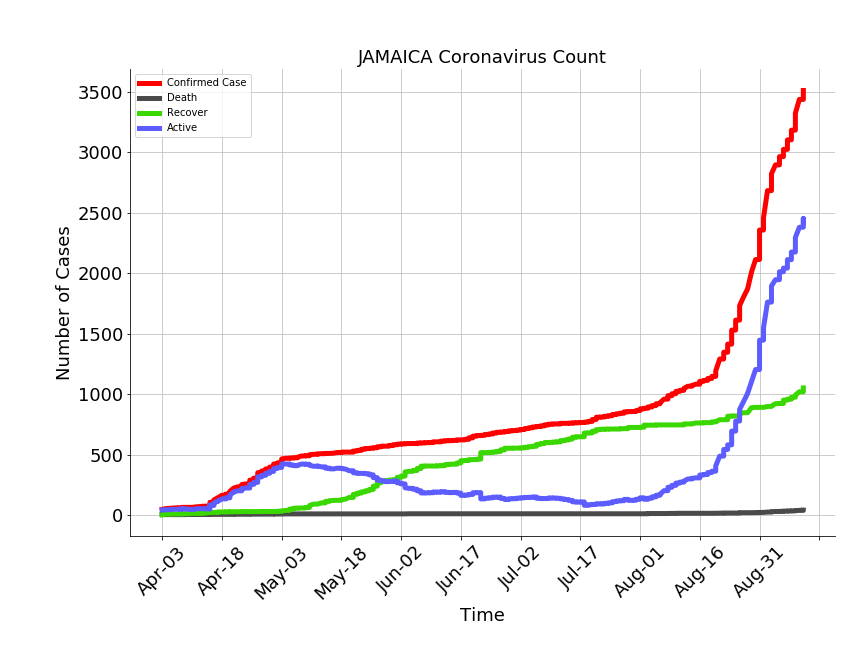 JAMAICA Coronavirus Count
Confirmed Case
Death
Recover
Active
3500
3000
2500
2000
1500
1000
500
0
Number of Cases
Apr-03
Apr-18
May-03
May-18
Jun-02
Jun-17
Jul-02
Jul-17
Aug-01
Aug-16
Aug-31
Time